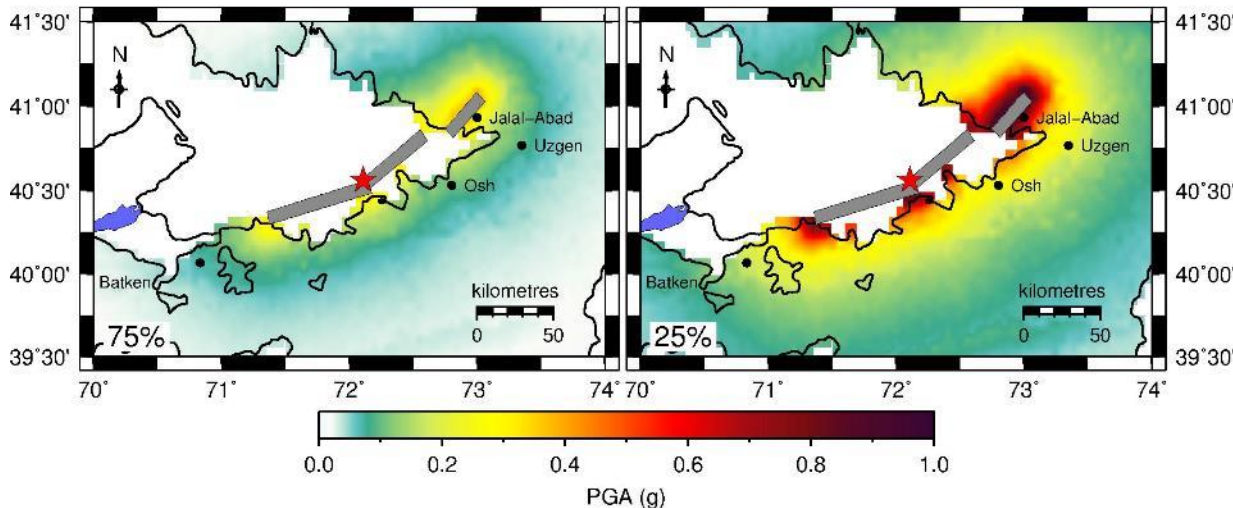 41°30'
41°00'
40°30'
40°00'
39°30'
N
Jalal-Abad
Uzgen
Osh
Batken
kilometres
0 50
75%
70° 71° 72° 73° 74°
N
Jalal-Abad
Uzgen
Osh
Batken
kilometres
0 50
25%
70° 71° 72° 73° 74°
41°30'
41°00'
40°30'
40°00'
39°30'
0.0 0.2 0.4 0.6 0.8 1.0
PGA (g)